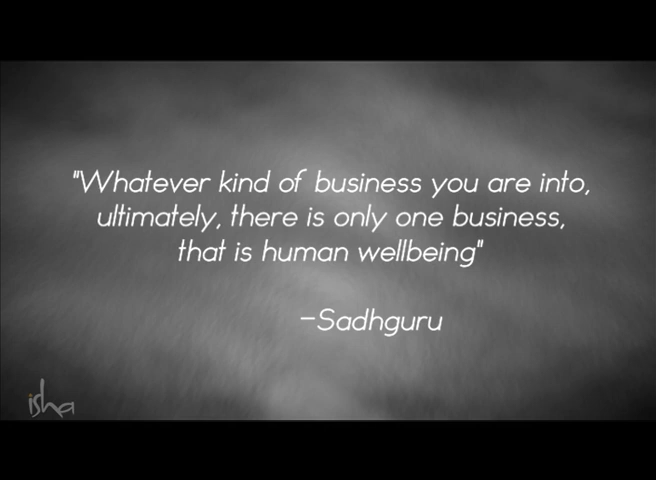 "Whatever kind of business you are into,
ultimately, there is only one business,
that is human wellbeing"
-Sadhguru
isha